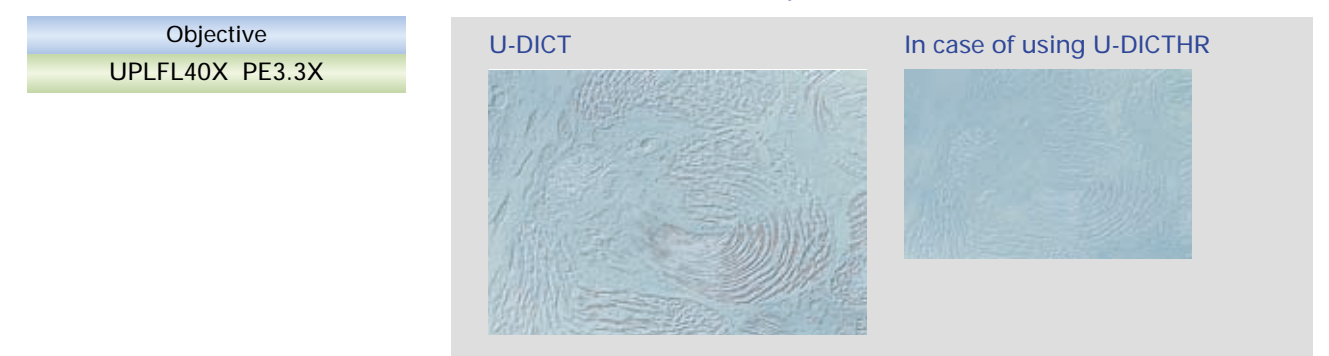 Objective
UPLFL40X PE3.3X
U-DICT
In case of using U-DICTHR